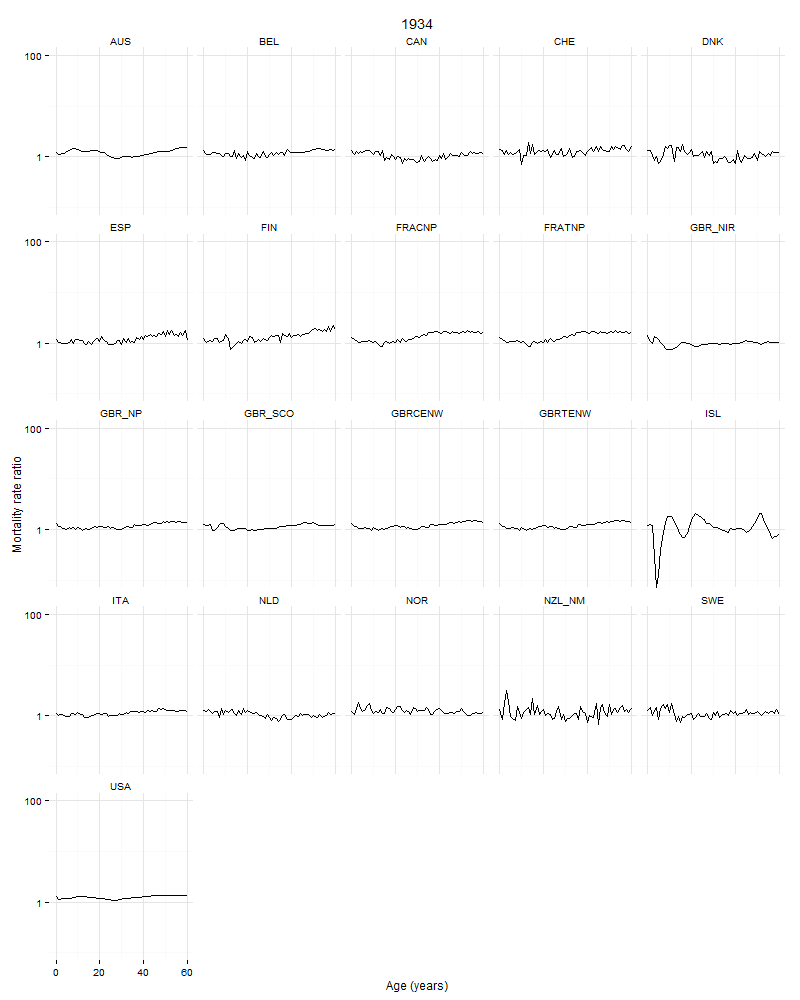 1934
AUS BEL CAN CHE DNK
100
1
ESP FIN FRACNP FRATNP GBR_NIR
100
1
GBR_NP GBR_SCO GBRCENW GBRTENW ISL
100
1
Mortality rate ratio
ITA NLD NOR NZL_NM SWE
100
1
USA
100
1
0 20 40 60
Age (years)